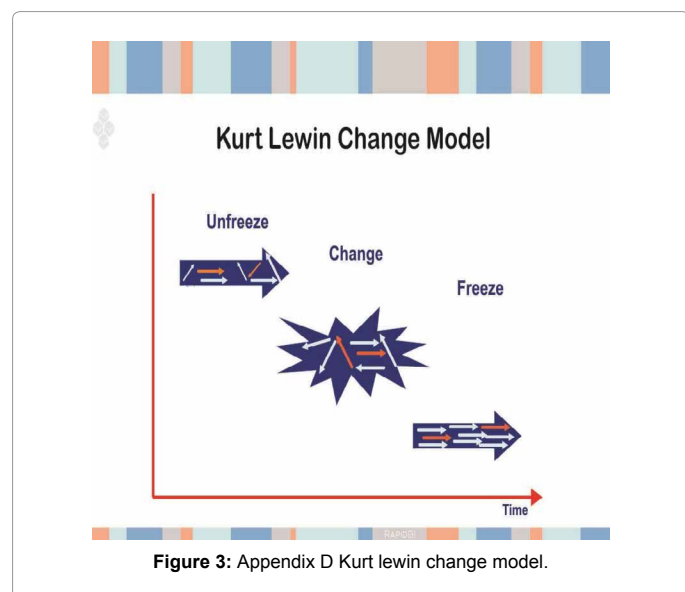 Kurt Lewin Change Model
Unfreeze
Change
Freeze
Time
Figure 3: Appendix D Kurt lewin change model.